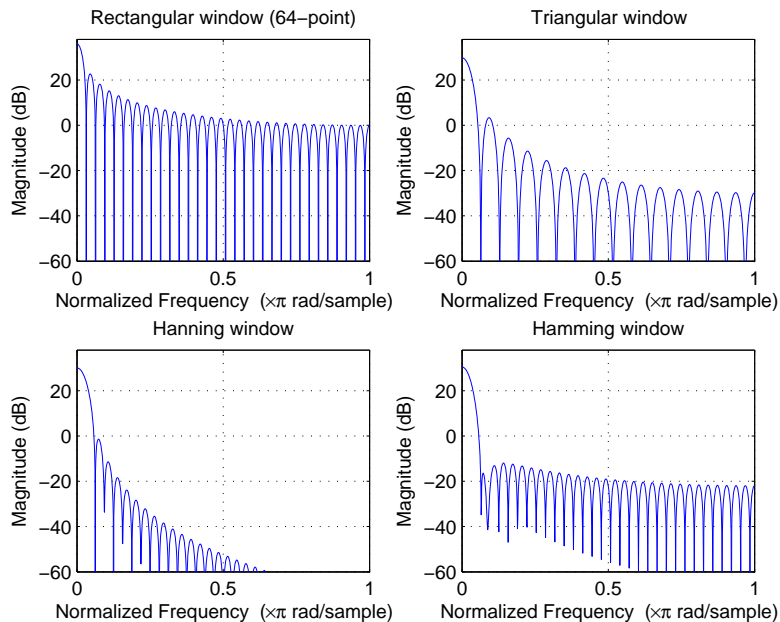 Rectangular window (64−point)
20
0
−20
−40
−60
Magnitude (dB)
0
0.5
1
Normalized Frequency (×π rad/sample)
Triangular window
20
0
−20
−40
−60
Magnitude (dB)
0
0.5
1
Normalized Frequency (×π rad/sample)
Hanning window
20
0
−20
−40
−60
Magnitude (dB)
0
0.5
1
Normalized Frequency (×π rad/sample)
Hamming window
20
0
−20
−40
−60
Magnitude (dB)
0
0.5
1
Normalized Frequency (×π rad/sample)